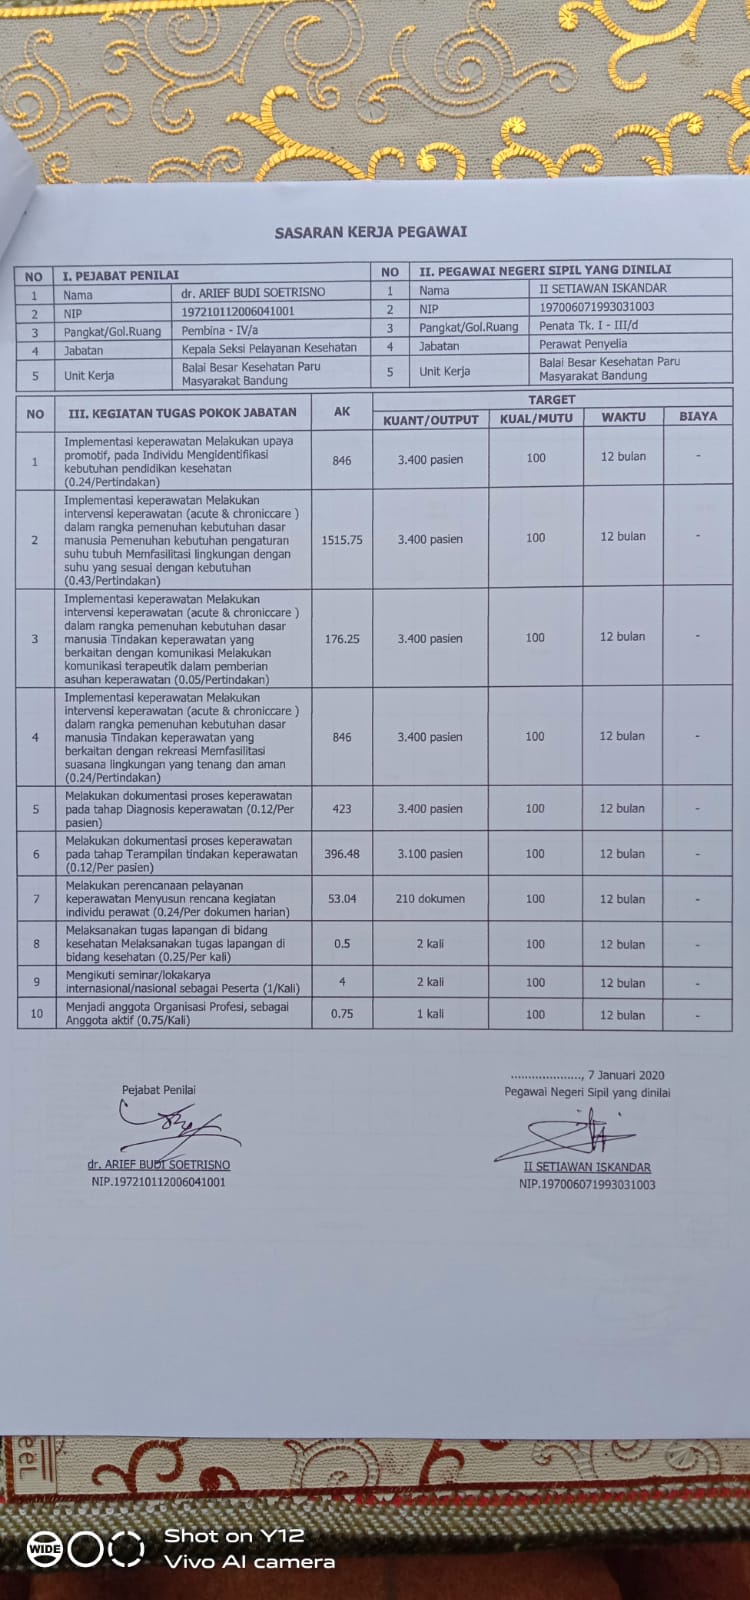 SASARAN KERJA PEGAWAI
NO I. PEJABAT PENILAI NO II. PEGAWAI NEGERI SIPIL YANG DINILAI
1 Nama dr. ARIEF BUDI SOETRISNO 1 Nama II SETIAWAN ISKANDAR
2 NIP 197210112006041001 2 NIP 197006071993031003
3 Pangkat/Gol.Ruang Pembina - IV/a 3 Pangkat/Gol.Ruang Penata Tk. I - III/d
4 Jabatan Kepala Seksi Pelayanan Kesehatan 4 Jabatan Perawat Penyelia
5 Unit Kerja Balai Besar Kesehatan Paru 5 Unit Kerja Balai Besar Kesehatan Paru
Masyarakat Bandung Masyarakat Bandung
NO III. KEGIATAN TUGAS POKOK JABATAN AK TARGET
KUANT/OUTPUT KUAL/MUTU WAKTU BIAYA
Implementasi keperawatan Melakukan upaya
promotif, pada Individu Mengidentifikasi
1 kebutuhan pendidikan kesehatan 846 3.400 pasien 100 12 bulan -
(0.24/Pertindakan)
Implementasi keperawatan Melakukan
intervensi keperawatan (acute & chroniccare )
dalam rangka pemenuhan kebutuhan dasar
2 manusia Pemenuhan kebutuhan pengaturan 1515.75 3.400 pasien 100 12 bulan -
suhu tubuh Memfasilitasi lingkungan dengan
suhu yang sesuai dengan kebutuhan
(0.43/Pertindakan)
Implementasi keperawatan Melakukan
intervensi keperawatan (acute & chroniccare )
dalam rangka pemenuhan kebutuhan dasar
3 manusia Tindakan keperawatan yang 176.25 3.400 pasien 100 12 bulan -
berkaitan dengan komunikasi Melakukan
komunikasi terapeutik dalam pemberian
asuhan keperawatan (0.05/Pertindakan)
Implementasi keperawatan Melakukan
intervensi keperawatan (acute & chroniccare )
dalam rangka pemenuhan kebutuhan dasar
4 manusia Tindakan keperawatan yang 846 3.400 pasien 100 12 bulan -
berkaitan dengan rekreasi Memfasilitasi
suasana lingkungan yang tenang dan aman
(0.24/Pertindakan)
Melakukan dokumentasi proses keperawatan
5 pada tahap Diagnosis keperawatan (0.12/Per 423 3.400 pasien 100 12 bulan -
pasien)
Melakukan dokumentasi proses keperawatan
6 pada tahap Terampilan tindakan keperawatan 396.48 3.100 pasien 100 12 bulan -
(0.12/Per pasien)
Melakukan perencanaan pelayanan
7 keperawatan Menyusun rencana kegiatan 53.04 210 dokumen 100 12 bulan -
individu perawat (0.24/Per dokumen harian)
Melaksanakan tugas lapangan di bidang
8 kesehatan Melaksanakan tugas lapangan di 0.5 2 kali 100 12 bulan -
bidang kesehatan (0.25/Per kali)
9 Mengikuti seminar/lokakarya 4 2 kali 100 12 bulan -
internasional/nasional sebagai Peserta (1/Kali)
10 Menjadi anggota Organisasi Profesi, sebagai 0.75 1 kali 100 12 bulan -
Anggota aktif (0.75/Kali)
....................., 7 Januari 2020
Pejabat Penilai Pegawai Negeri Sipil yang dinilai
dr. ARIEF BUDI SOETRISNO II SETIAWAN ISKANDAR
NIP.197210112006041001 NIP.197006071993031003
WIDE
Shot on Y12
Vivo AI camera